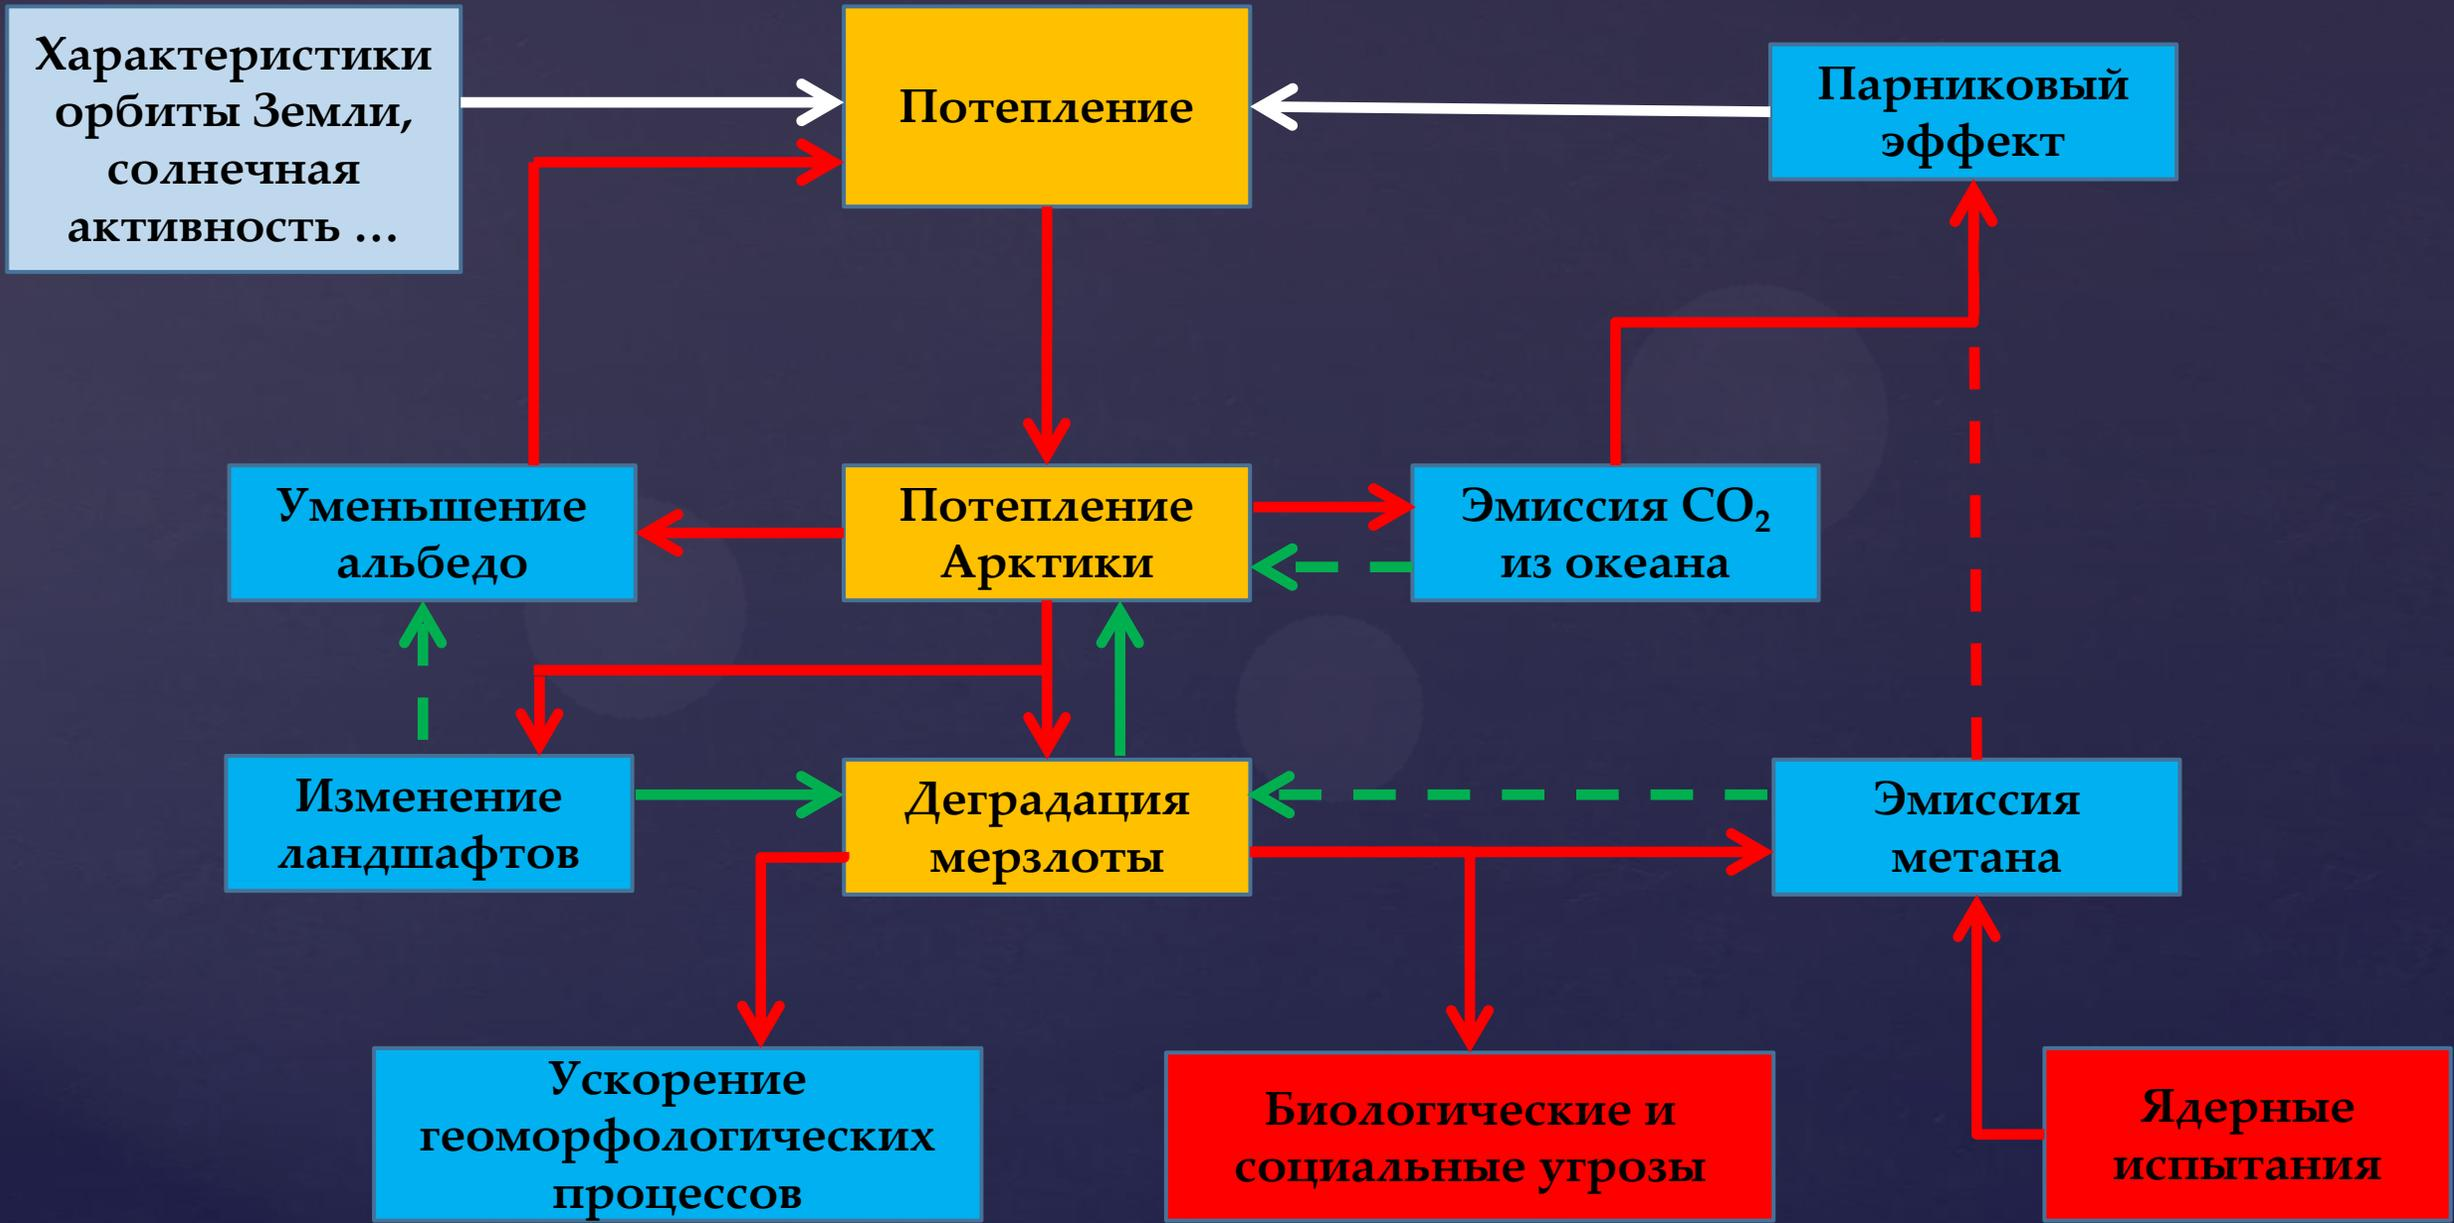 Характеристики
орбиты Земли,
солнечная
активность ...
Потепление
Парниковый
эффект
Уменьшение
альбедо
Потепление
Арктики
Эмиссия CO₂
из океана
Изменение
ландшафтов
Деградация
мерзлоты
Эмиссия
метана
Ускорение
геоморфологических
процессов
Биологические и
социальные угрозы
Ядерные
испытания